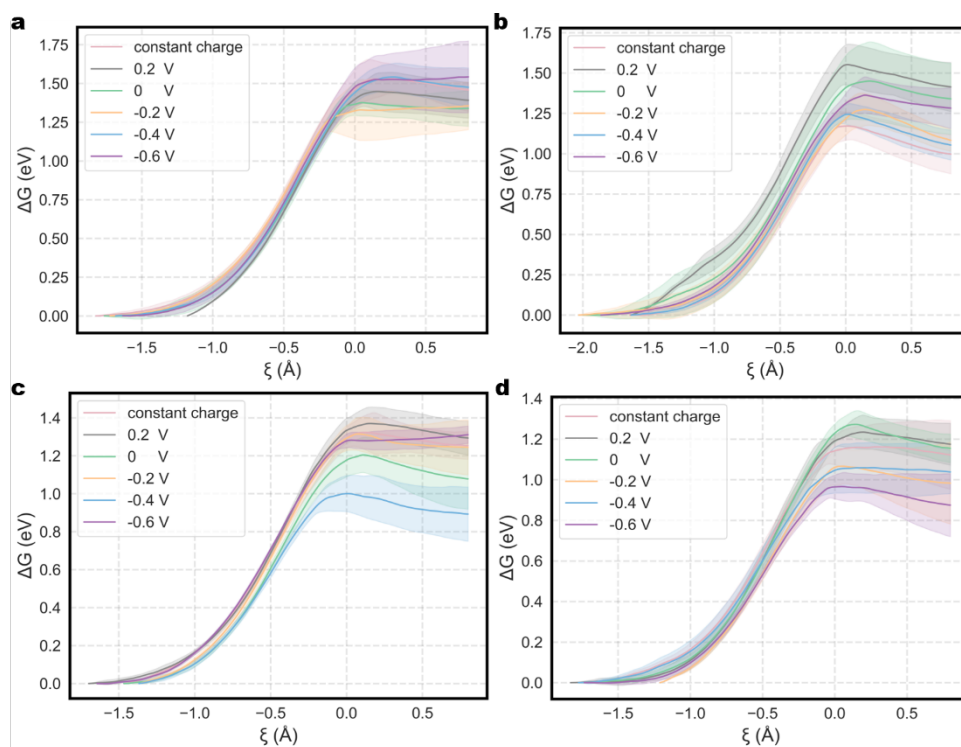 a
1.75
1.50
1.25
1.00
0.75
0.50
0.25
0.00
ΔG (eV)
constant charge
0.2 V
0 V
-0.2 V
-0.4 V
-0.6 V
−1.5 −1.0 −0.5 0.0 0.5
ξ (Å)
b
1.75
1.50
1.25
1.00
0.75
0.50
0.25
0.00
ΔG (eV)
constant charge
0.2 V
0 V
-0.2 V
-0.4 V
-0.6 V
−2.0 −1.5 −1.0 −0.5 0.0 0.5
ξ (Å)
c
1.4
1.2
1.0
0.8
0.6
0.4
0.2
0.0
ΔG (eV)
constant charge
0.2 V
0 V
-0.2 V
-0.4 V
-0.6 V
−1.5 −1.0 −0.5 0.0 0.5
ξ (Å)
d
1.4
1.2
1.0
0.8
0.6
0.4
0.2
0.0
ΔG (eV)
constant charge
0.2 V
0 V
-0.2 V
-0.4 V
-0.6 V
−1.5 −1.0 −0.5 0.0 0.5
ξ (Å)